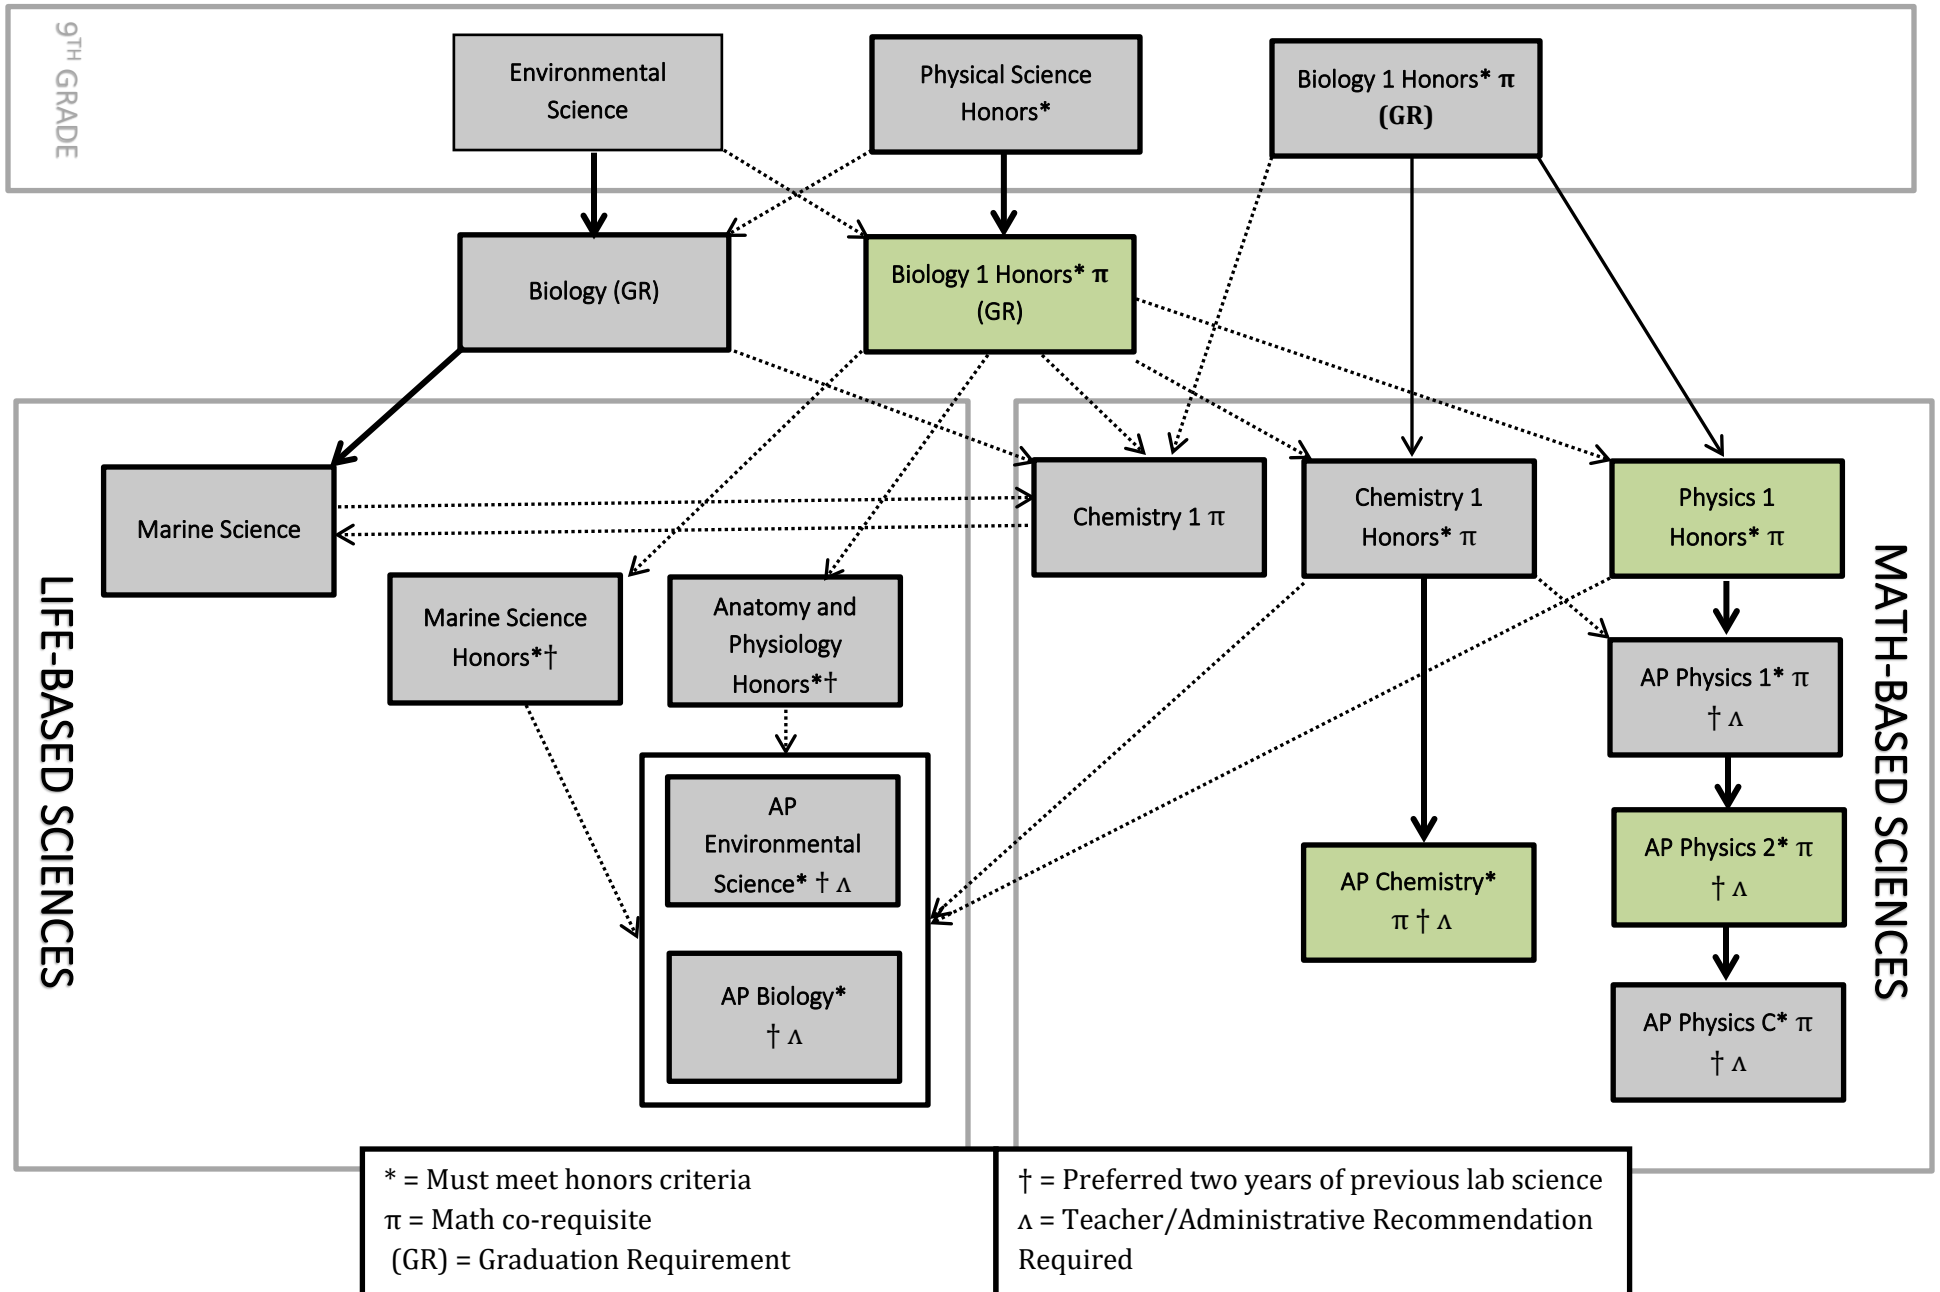 9TH GRADE
Environmental
Science
Physical Science
Honors*
Biology 1 Honors* π
(GR)
Biology (GR)
Biology 1 Honors* π
(GR)
LIFE-BASED SCIENCES
Marine Science
Marine Science
Honors*†
Anatomy and
Physiology
Honors*†
AP
Environmental
Science* † ʌ
AP Biology*
† ʌ
Chemistry 1 π
Chemistry 1
Honors* π
Physics 1
Honors* π
AP Physics 1* π
† ʌ
AP Chemistry*
π † ʌ
AP Physics 2* π
† ʌ
AP Physics C* π
† ʌ
MATH-BASED SCIENCES
* = Must meet honors criteria
π = Math co-requisite
(GR) = Graduation Requirement
† = Preferred two years of previous lab science
ʌ = Teacher/Administrative Recommendation
Required